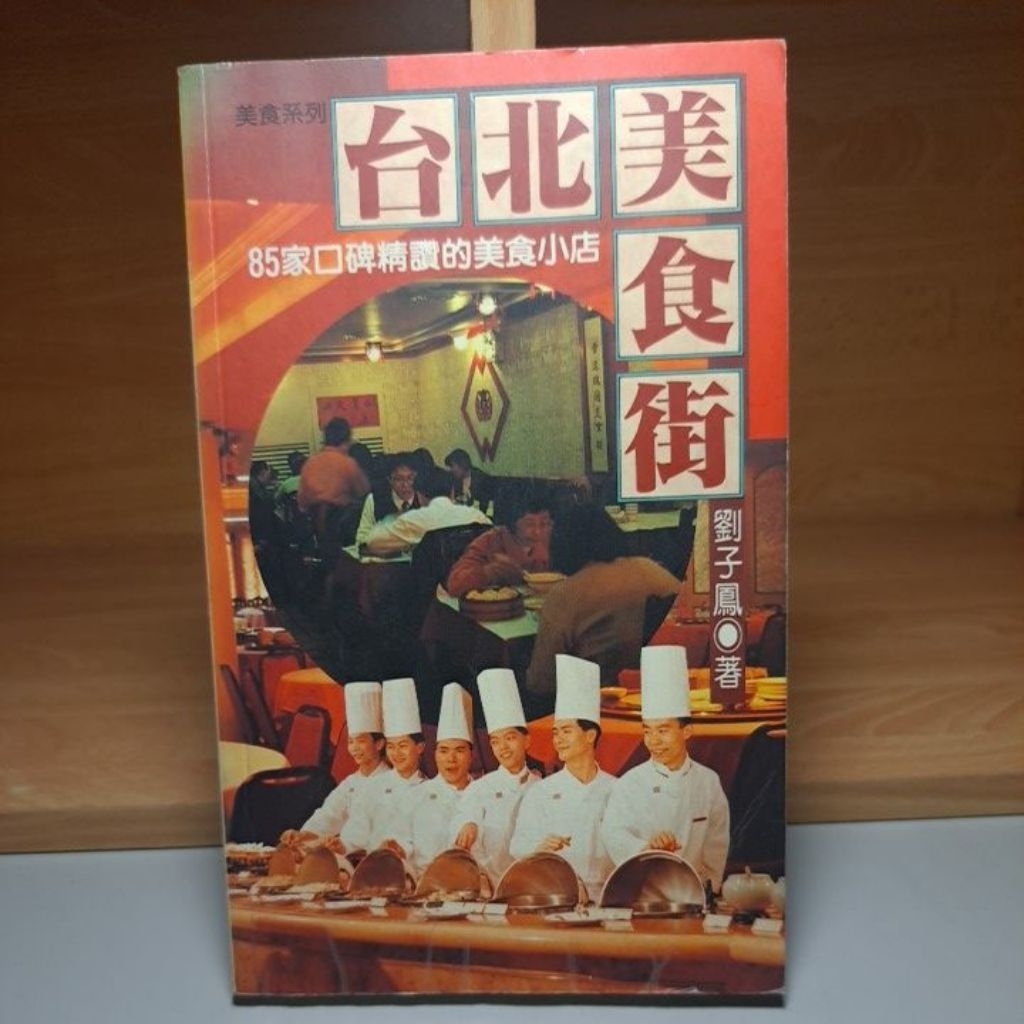 美食系列
台北美食街
85家口碑精讚的美食小店
劉子鳳◉著